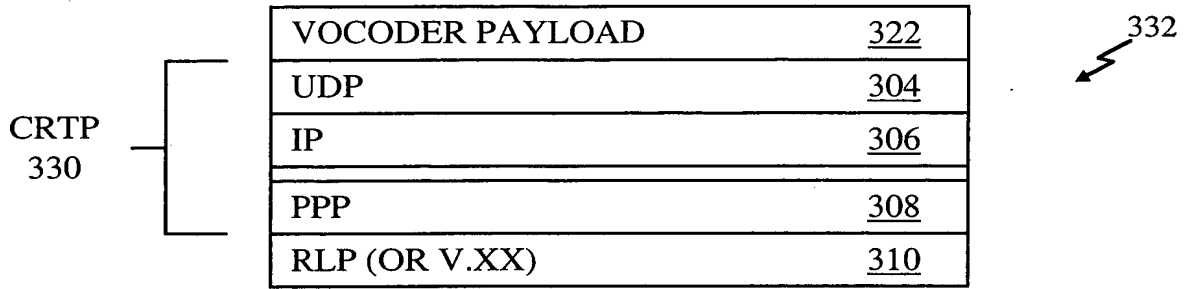 VOCODER PAYLOAD 322
332
UDP 304
CRTP
330
IP 306
PPP 308
RLP (OR V.XX) 310